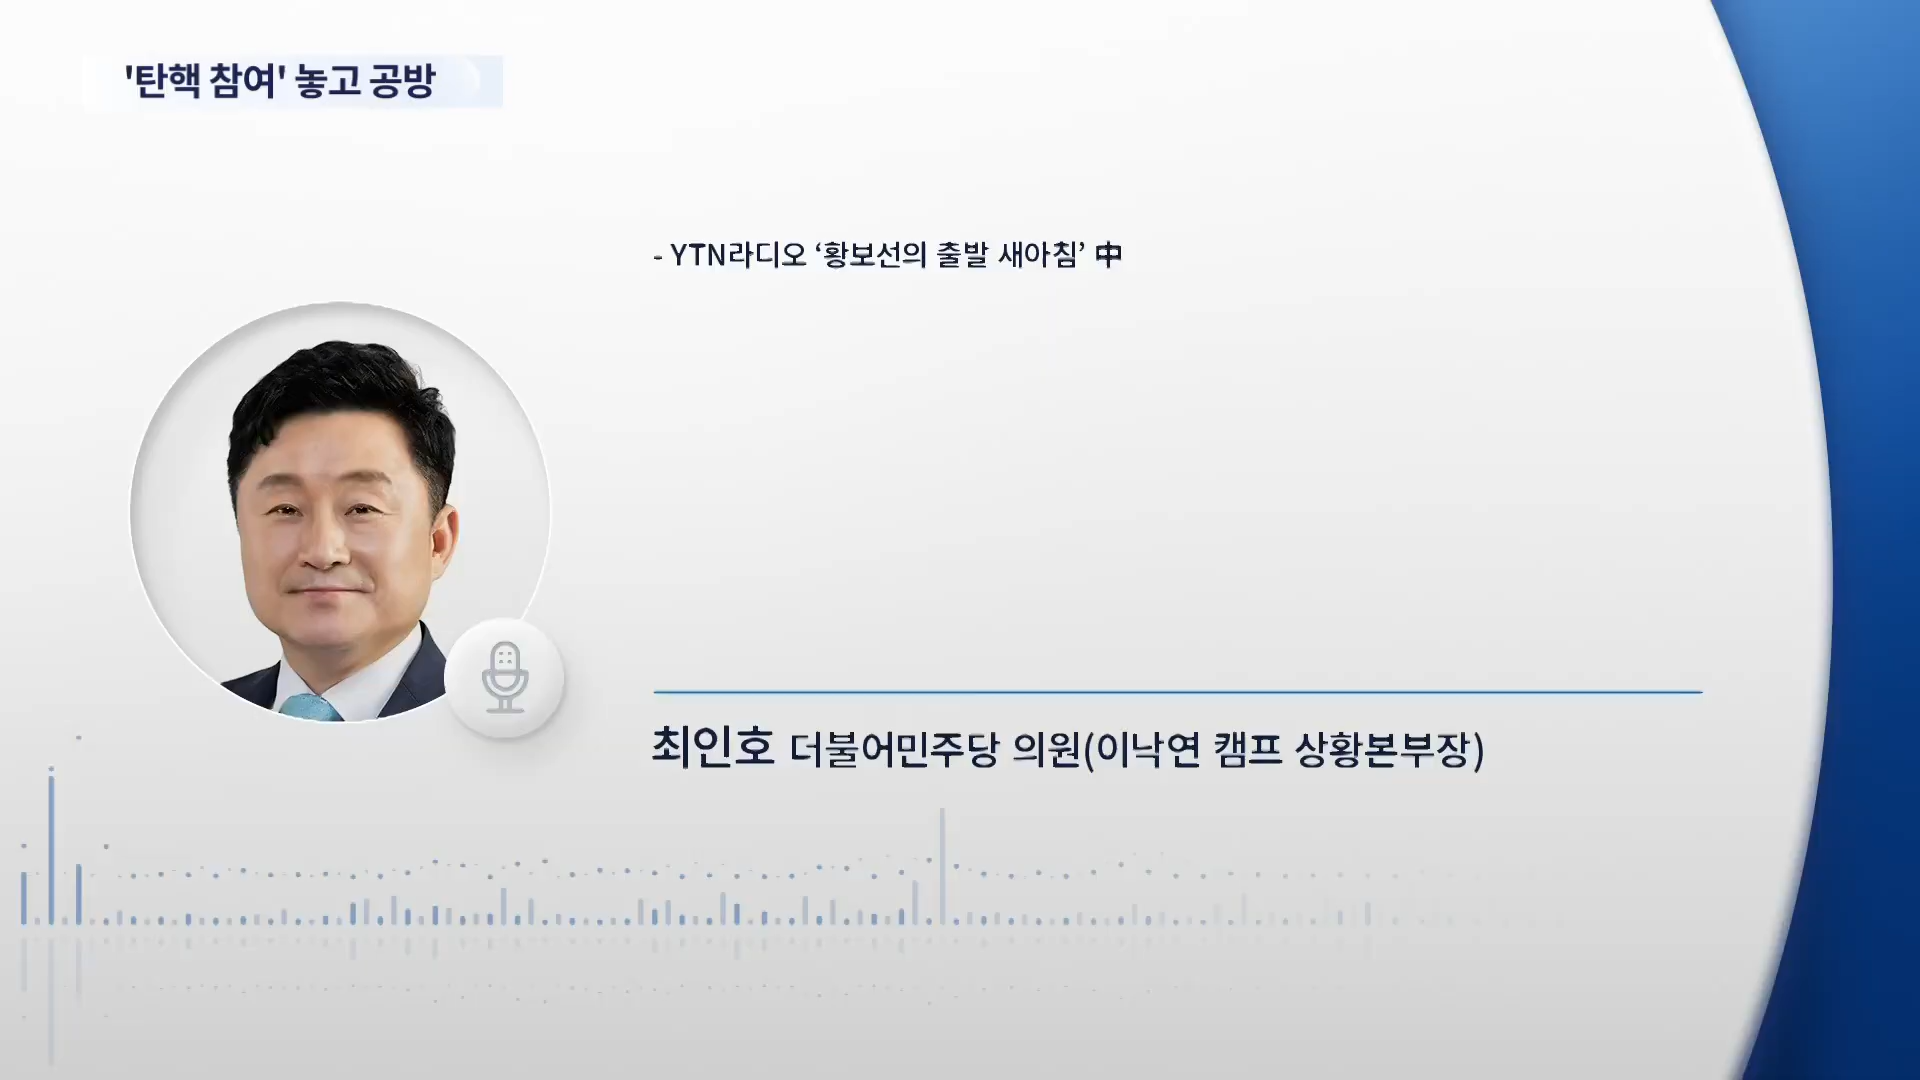 '탄핵 참여' 놓고 공방
- YTN라디오 ‘황보선의 출발 새아침’ 中
최인호 더불어민주당 의원(이낙연 캠프 상황본부장)